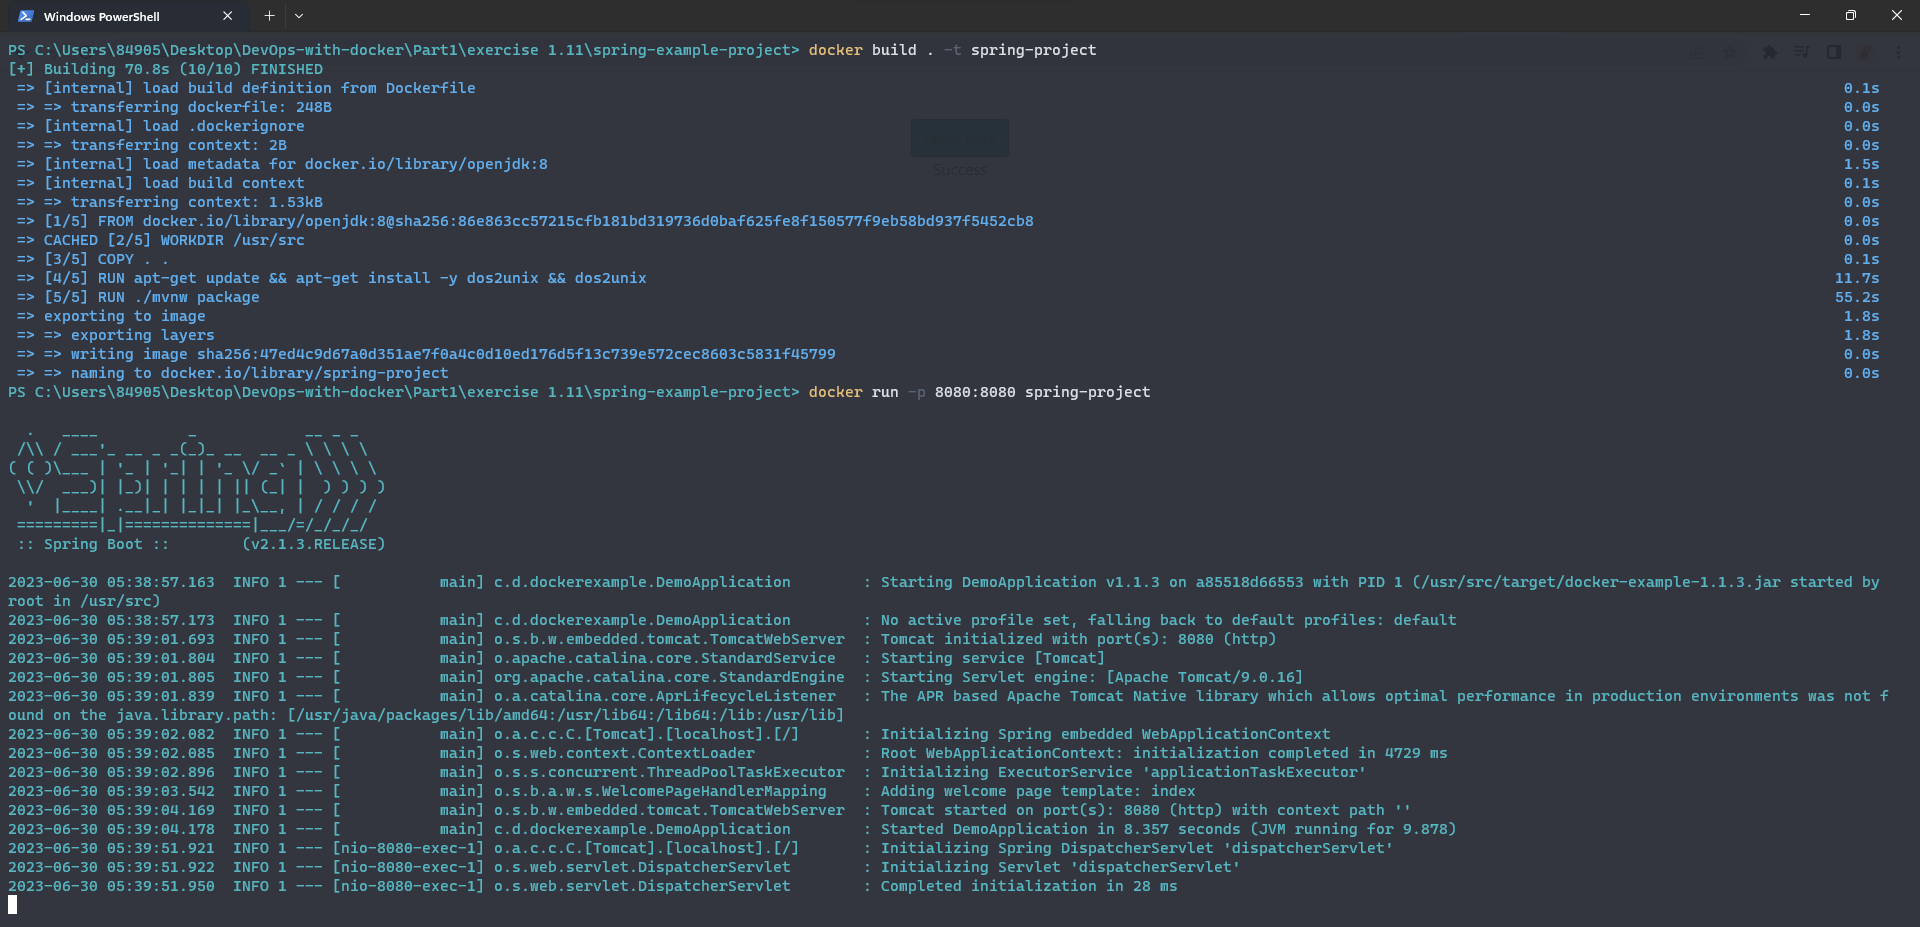 Windows PowerShell
PS C:\Users\84905\Desktop\DevOps-with-docker\Part1\exercise 1.11\spring-example-project> docker build . -t spring-project
[+] Building 70.8s (10/10) FINISHED
 => [internal] load build definition from Dockerfile 0.1s
 => => transferring dockerfile: 248B 0.0s
 => [internal] load .dockerignore 0.0s
 => => transferring context: 2B 0.0s
 => [internal] load metadata for docker.io/library/openjdk:8 1.5s
Success
 => [internal] load build context 0.1s
 => => transferring context: 1.53kB 0.0s
 => [1/5] FROM docker.io/library/openjdk:8@sha256:86e863cc57215cfb181bd319736d0baf625fe8f150577f9eb58bd937f5452cb8 0.0s
 => CACHED [2/5] WORKDIR /usr/src 0.0s
 => [3/5] COPY . . 0.1s
 => [4/5] RUN apt-get update && apt-get install -y dos2unix && dos2unix 11.7s
 => [5/5] RUN ./mvnw package 55.2s
 => exporting to image 1.8s
 => => exporting layers 1.8s
 => => writing image sha256:47ed4c9d67a0d351ae7f0a4c0d10ed176d5f13c739e572cec8603c5831f45799 0.0s
 => => naming to docker.io/library/spring-project 0.0s
PS C:\Users\84905\Desktop\DevOps-with-docker\Part1\exercise 1.11\spring-example-project> docker run -p 8080:8080 spring-project
  .   ____          _            __ _ _
 /\\ / ___'_ __ _ _(_)_ __  __ _ \ \ \ \
( ( )\___ | '_ | '_| | '_ \/ _` | \ \ \ \
 \\/  ___)| |_)| | | | | || (_| |  ) ) ) )
  '  |____| .__|_| |_|_| |_\__, | / / / /
 =========|_|==============|___/=/_/_/_/
 :: Spring Boot ::        (v2.1.3.RELEASE)
2023-06-30 05:38:57.163  INFO 1 --- [           main] c.d.dockerexample.DemoApplication        : Starting DemoApplication v1.1.3 on a85518d66553 with PID 1 (/usr/src/target/docker-example-1.1.3.jar started by
root in /usr/src)
2023-06-30 05:38:57.173  INFO 1 --- [           main] c.d.dockerexample.DemoApplication        : No active profile set, falling back to default profiles: default
2023-06-30 05:39:01.693  INFO 1 --- [           main] o.s.b.w.embedded.tomcat.TomcatWebServer  : Tomcat initialized with port(s): 8080 (http)
2023-06-30 05:39:01.804  INFO 1 --- [           main] o.apache.catalina.core.StandardService   : Starting service [Tomcat]
2023-06-30 05:39:01.805  INFO 1 --- [           main] org.apache.catalina.core.StandardEngine  : Starting Servlet engine: [Apache Tomcat/9.0.16]
2023-06-30 05:39:01.839  INFO 1 --- [           main] o.a.catalina.core.AprLifecycleListener   : The APR based Apache Tomcat Native library which allows optimal performance in production environments was not f
ound on the java.library.path: [/usr/java/packages/lib/amd64:/usr/lib64:/lib64:/lib:/usr/lib]
2023-06-30 05:39:02.082  INFO 1 --- [           main] o.a.c.c.C.[Tomcat].[localhost].[/]       : Initializing Spring embedded WebApplicationContext
2023-06-30 05:39:02.085  INFO 1 --- [           main] o.s.web.context.ContextLoader            : Root WebApplicationContext: initialization completed in 4729 ms
2023-06-30 05:39:02.896  INFO 1 --- [           main] o.s.s.concurrent.ThreadPoolTaskExecutor  : Initializing ExecutorService 'applicationTaskExecutor'
2023-06-30 05:39:03.542  INFO 1 --- [           main] o.s.b.a.w.s.WelcomePageHandlerMapping    : Adding welcome page template: index
2023-06-30 05:39:04.169  INFO 1 --- [           main] o.s.b.w.embedded.tomcat.TomcatWebServer  : Tomcat started on port(s): 8080 (http) with context path ''
2023-06-30 05:39:04.178  INFO 1 --- [           main] c.d.dockerexample.DemoApplication        : Started DemoApplication in 8.357 seconds (JVM running for 9.878)
2023-06-30 05:39:51.921  INFO 1 --- [nio-8080-exec-1] o.a.c.c.C.[Tomcat].[localhost].[/]       : Initializing Spring DispatcherServlet 'dispatcherServlet'
2023-06-30 05:39:51.922  INFO 1 --- [nio-8080-exec-1] o.s.web.servlet.DispatcherServlet        : Initializing Servlet 'dispatcherServlet'
2023-06-30 05:39:51.950  INFO 1 --- [nio-8080-exec-1] o.s.web.servlet.DispatcherServlet        : Completed initialization in 28 ms